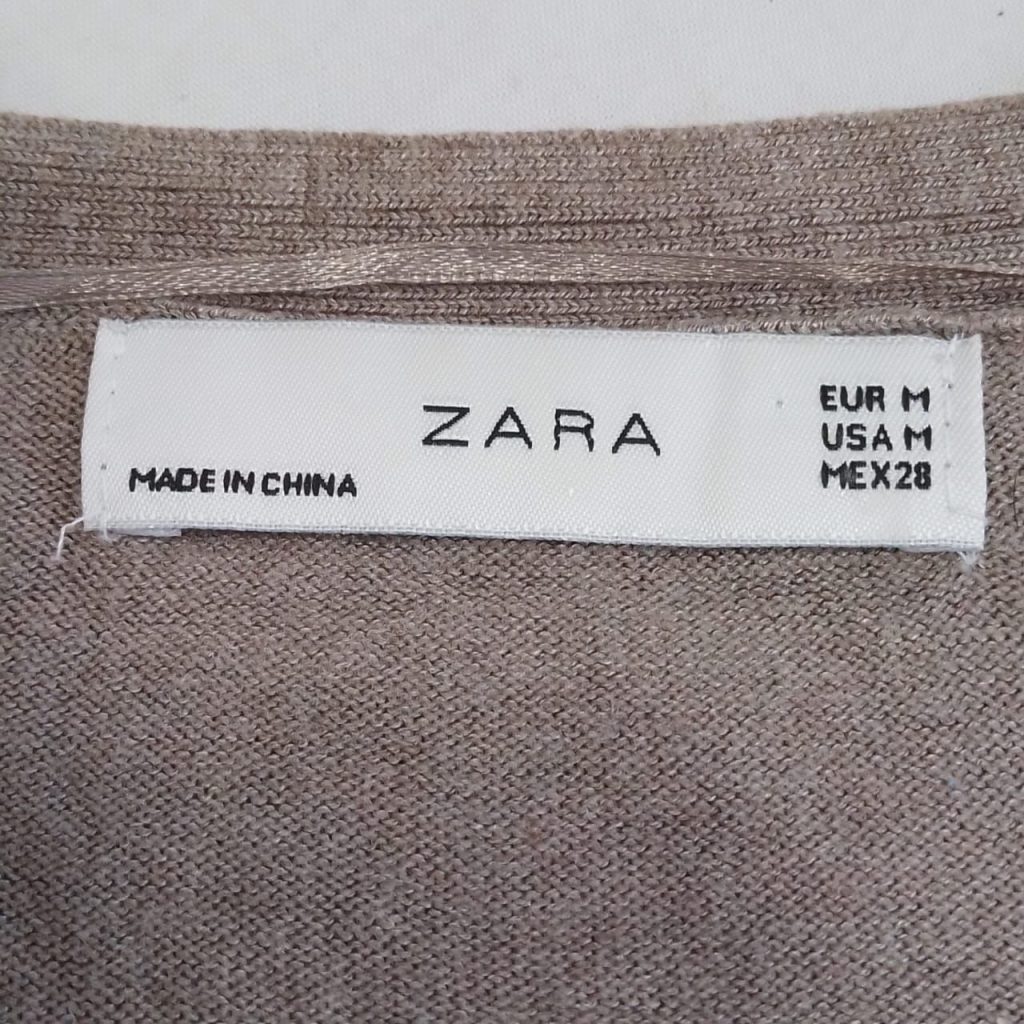 ZARA
MADE IN CHINA
EUR M
USA M
MEX 28